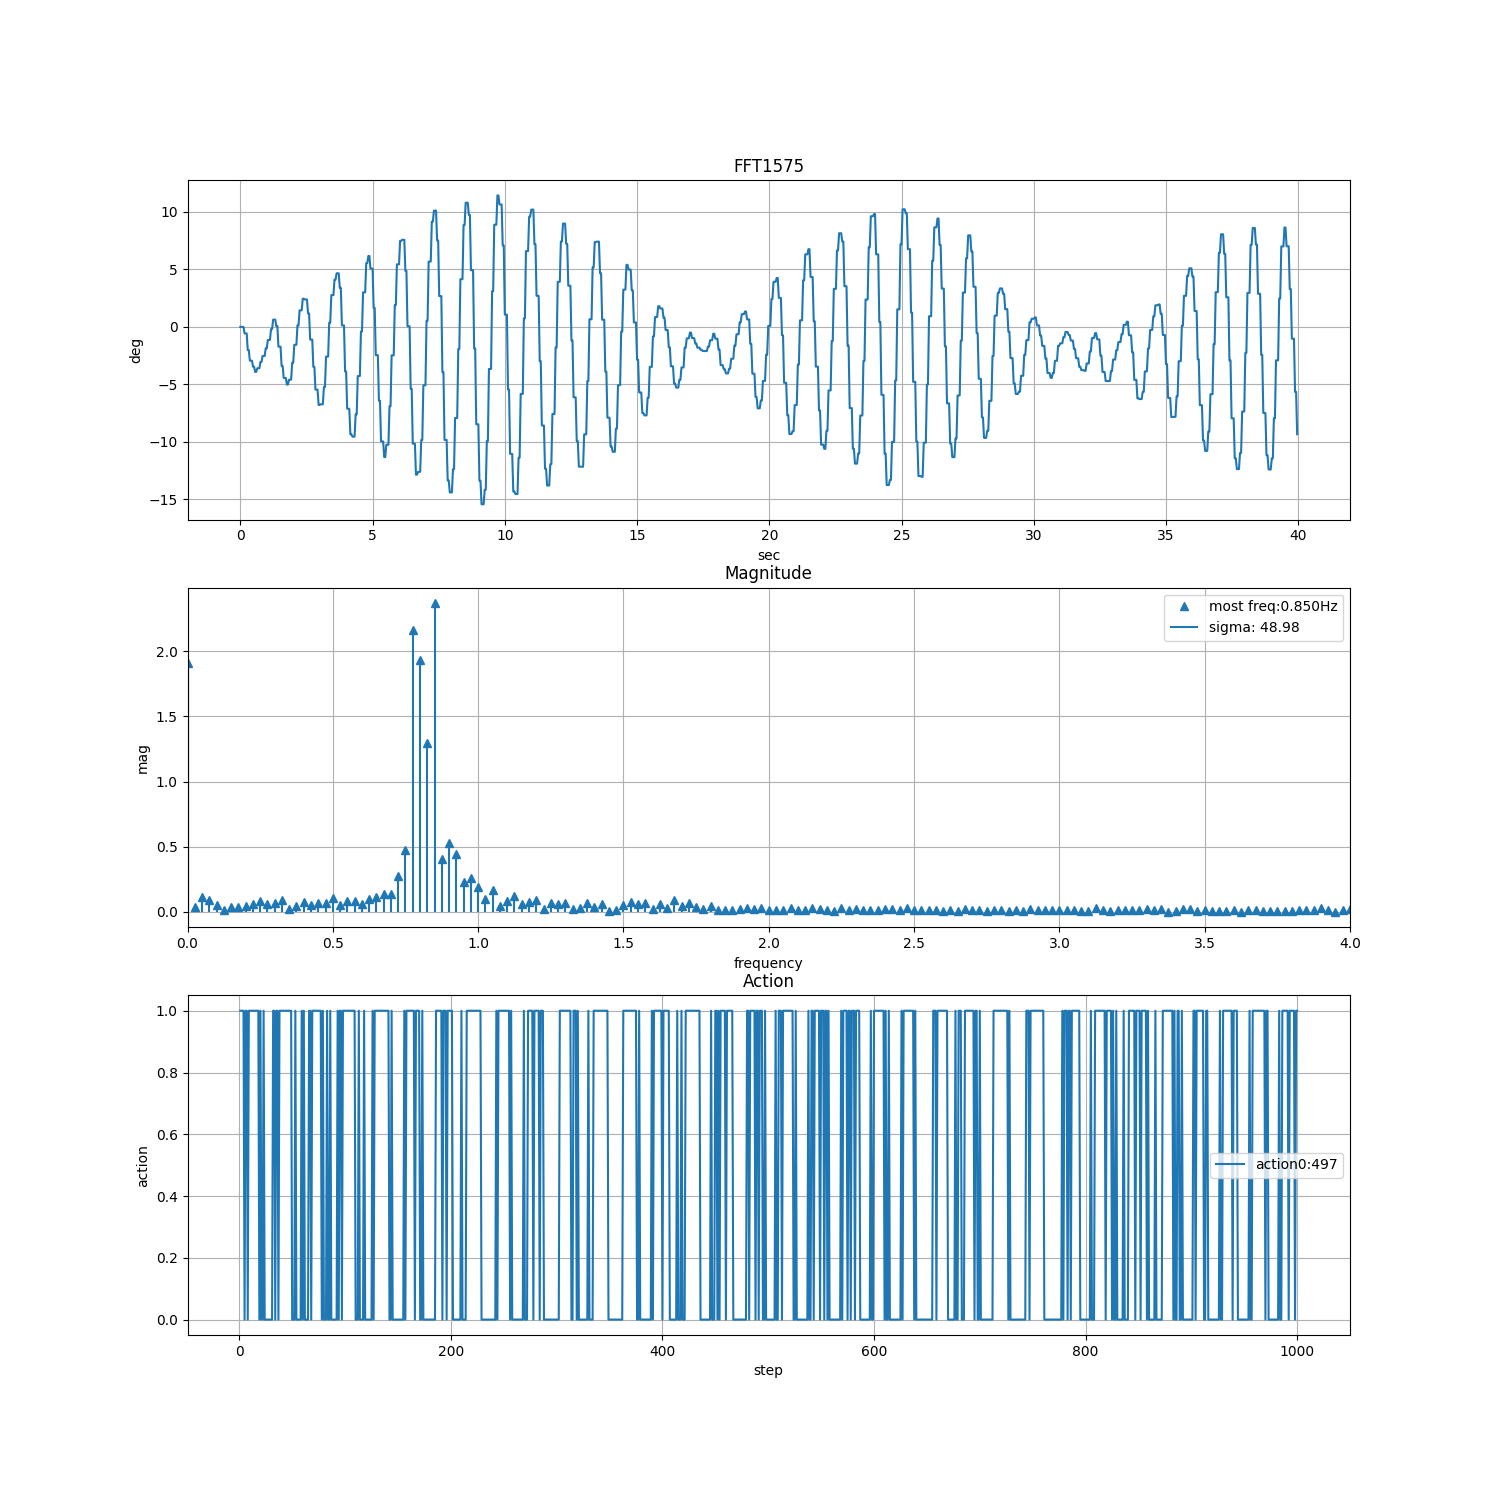 FFT1575
10
5
0
−5
−10
−15
deg
0 5 10 15 20 25 30 35 40
sec
Magnitude
most freq:0.850Hz
sigma: 48.98
2.0
1.5
1.0
0.5
0.0
mag
0.0 0.5 1.0 1.5 2.0 2.5 3.0 3.5 4.0
frequency
Action
1.0
0.8
0.6
0.4
0.2
0.0
action
action0:497
0 200 400 600 800 1000
step